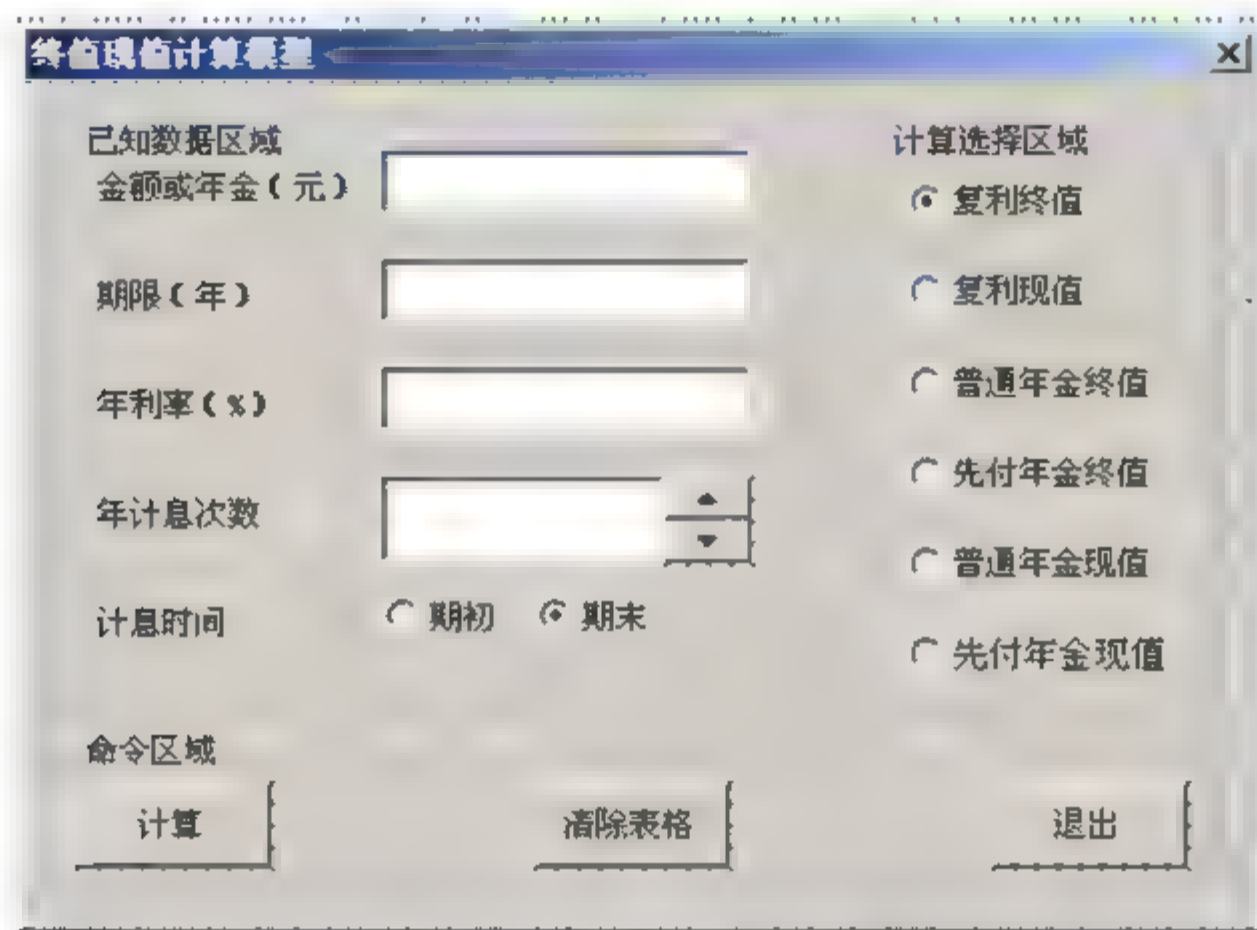 终值现值计算模型
已知数据区域
金额或年金(元)
期限(年)
年利率(%)
年计息次数
计息时间
期初
期末
计算选择区域
复利终值
复利现值
普通年金终值
先付年金终值
普通年金现值
先付年金现值
命令区域
计算
清除表格
退出